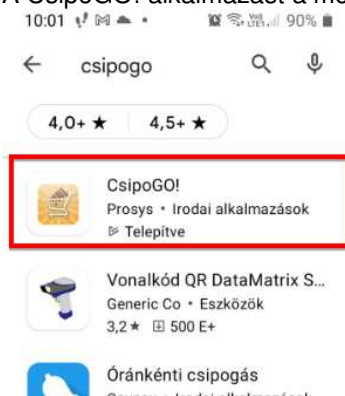 A CsipoGO! alkalmazást a
10:01 90%
csipogo
4,0+ ★ 4,5+ ★
CsipoGO!
Prosys • Irodai alkalmazások
Telepítve
Vonalkód QR DataMatrix S...
Generic Co • Eszközök
3,2 ★ 500 E+
Óránkénti csipogás